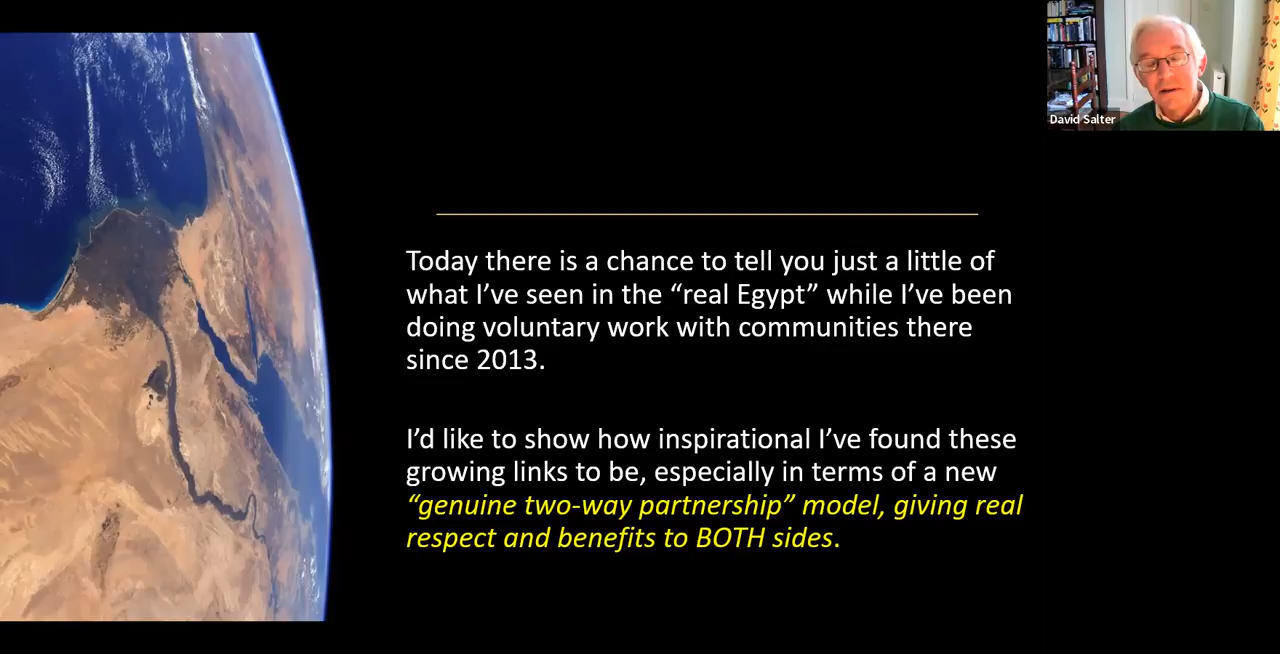 David Salter
Today there is a chance to tell you just a little of
what I’ve seen in the “real Egypt” while I’ve been
doing voluntary work with communities there
since 2013.
I’d like to show how inspirational I’ve found these
growing links to be, especially in terms of a new
“genuine two-way partnership” model, giving real
respect and benefits to BOTH sides.